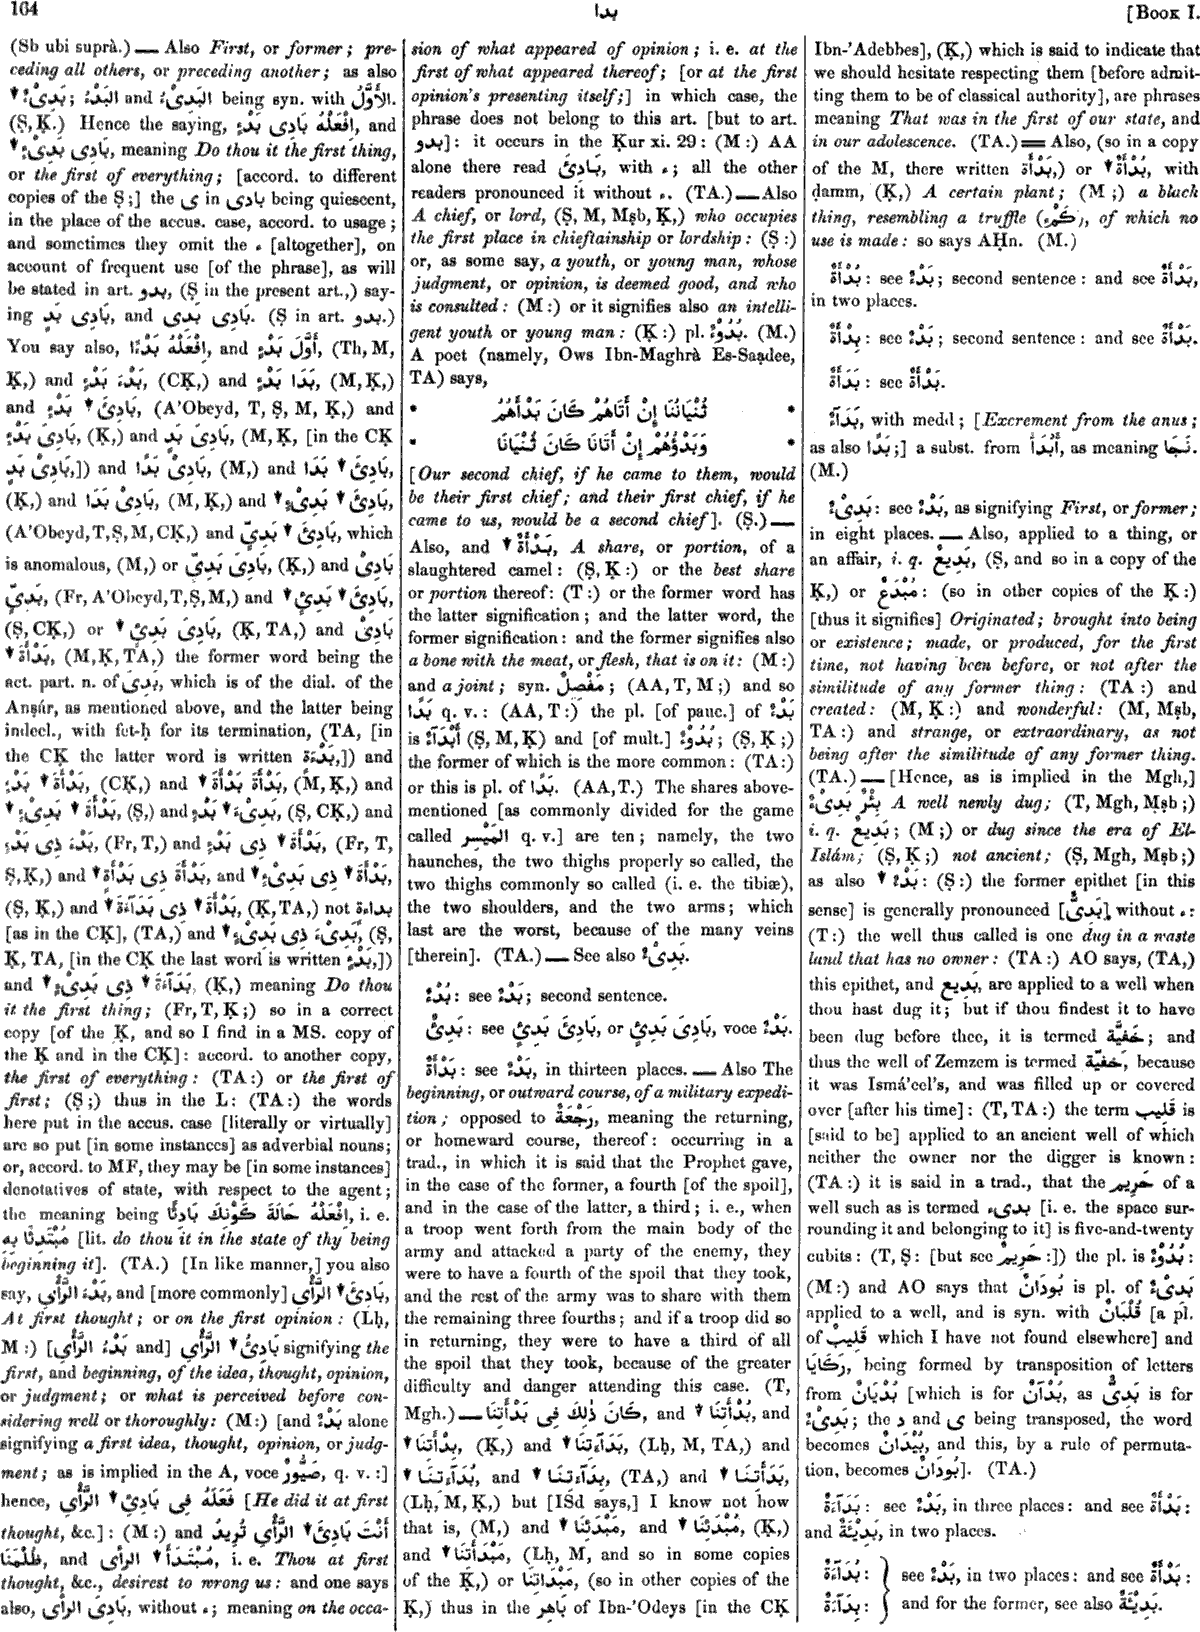 164
بدا
[BOOK I.
(Sb ubi suprà.) — Also First, or former; pre-
ceding all others, or preceding another; as also
↓ بَدِىْءٌ; البَدْءُ and البَدِىْءُ being syn. with الأَوَّلُ.
(Ṣ, Ḳ.) Hence the saying, اِفْعَلْهُ بَادِى بَدْءٍ, and
↓ بَادِى بَدِىْءٍ, meaning Do thou it the first thing,
or the first of everything; [accord. to different
copies of the Ṣ;] the ى in بادى being quiescent,
in the place of the accus. case, accord. to usage;
and sometimes they omit the ء [altogether], on
account of frequent use [of the phrase], as will
be stated in art. بدو, (Ṣ in the present art.,) say-
ing بَادِى بَدٍ, and بَادِى بَدِى. (Ṣ in art. بدو.)
You say also, اِفْعَلْهُ بَدْءًا, and أَوَّلَ بَدْءٍ, (Th, M,
Ḳ,) and بَدْءَ بَدْءٍ, (CḲ,) and بَدَا بَدْءٍ, (M, Ḳ,)
and ↓ بَادِئَ بَدْءٍ, (A'Obeyd, T, Ṣ, M, Ḳ,) and
بَادِى بَدْءٍ, (Ḳ,) and بَادِى بَدٍ, (M, Ḳ, [in the CḲ
بَادِىْ بَدٍ,]) and بَادِىْ بَدًا, (M,) and ↓ بَادِئَ بَدَا,
(Ḳ,) and بَادِىْ بَدَا, (M, Ḳ,) and ↓ بَادِئَ ↓ بَدِىْءٍ,
(A'Obeyd, T, Ṣ, M, CḲ,) and ↓ بَادِئَ بَدِىٍّ, which
is anomalous, (M,) or بَادِىَ بَدِىٍّ, (Ḳ,) and بَادِىْ
بَدِىٍّ, (Fr, A'Obeyd, T, Ṣ, M,) and ↓ بَادِئَ ↓ بَدِئٍ,
(Ṣ, CḲ,) or ↓ بَادِىَ بَدِئٍ, (Ḳ, TA,) and بَادِىْ
↓ بَدْأَةَ, (M, Ḳ, TA,) the former word being the
act. part. n. of بَدِىَ, which is of the dial. of the
Anṣár, as mentioned above, and the latter being
indecl., with fet-ḥ for its termination, (TA, [in
the CḲ the latter word is written بَدْءَةَ,]) and
↓ بَدْأَةَ بَدْءٍ, (CḲ,) and ↓ بَدْأَةَ بَدْأَةَ, (M, Ḳ,) and
↓ بَدْأَةَ ↓ بَدِىْءٍ, (Ṣ,) and ↓ بَدِىْءَ بَدْءٍ, (Ṣ, CḲ,) and
بَدْءَ ذِى بَدْءٍ, (Fr, T,) and ↓ بَدْأَةَ ذِى بَدْءٍ, (Fr, T,
Ṣ, Ḳ,) and ↓ بَدْأَةَ ذِى بَدْأَةٍ, and ↓ بَدْأَةَ ذِى ↓ بَدِىْءٍ,
(Ṣ, Ḳ,) and ↓ بَدْأَةَ ذِى ↓ بَدَآءَةٍ, (Ḳ, TA,) not بداءة
[as in the CḲ], (TA,) and ↓ بَدِىْءَ ذِى بَدِىْءٍ, (Ṣ,
Ḳ, TA, [in the CḲ the last word is written بَدْءٍ,])
and ↓ بَدَآءَةَ ذِى ↓ بَدِىْءٍ, (Ḳ,) meaning Do thou
it the first thing; (Fr, T, Ḳ;) so in a correct
copy [of the Ḳ, and so I find in a MS. copy of
the Ḳ and in the CḲ]: accord. to another copy,
the first of everything: (TA:) or the first of
first; (Ṣ;) thus in the L: (TA:) the words
here put in the accus. case [literally or virtually]
are so put [in some instances] as adverbial nouns;
or, accord. to MF, they may be [in some instances]
denotatives of state, with respect to the agent;
the meaning being اِفْعَلْهُ حَالَةَ كَوْنِكَ بَادِئًا, i. e.
مُبْتَدِئًا بِهِ [lit. do thou it in the state of thy being
beginning it]. (TA.) [In like manner,] you also
say, بَدْءَ الرَّأْىِ, and [more commonly] ↓ بَادِئَ الرَّأْىِ,
At first thought; or on the first opinion: (Lḥ,
M:) [بَدْءُ الرَّأْىِ and] ↓ بَادِئُ الرَّأْىِ signifying the
first, and beginning, of the idea, thought, opinion,
or judgment; or what is perceived before con-
sidering well or thoroughly: (M:) [and بَدْءٌ alone
signifying a first idea, thought, opinion, or judg-
ment; as is implied in the A, voce صَيُّورٌ, q. v. :]
hence, فَعَلَهُ فِى بَادِئِ ↓ الرَّأْىِ [He did it at first
thought, &c.]: (M:) and أَنْتَ بَادِئَ ↓ الرَّأْىِ تُرِيدُ
ظُلْمَنَا, and ↓ مُبْتَدَأَ الرأى, i. e. Thou at first
thought, &c., desirest to wrong us: and one says
also, بَادِىَ الرأى, without ء; meaning on the occa-
sion of what appeared of opinion; i. e. at the
first of what appeared thereof; [or at the first
opinion's presenting itself;] in which case, the
phrase does not belong to this art. [but to art.
بدو]: it occurs in the Ḳur xi. 29: (M:) AA
alone there read بَادِئَ, with ء; all the other
readers pronounced it without ء. (TA.) — Also
A chief, or lord, (Ṣ, M, Mṣb, Ḳ,) who occupies
the first place in chieftainship or lordship: (Ṣ:)
or, as some say, a youth, or young man, whose
judgment, or opinion, is deemed good, and who
is consulted: (M:) or it signifies also an intelli-
gent youth or young man: (Ḳ:) pl. بُدُوْءٌ. (M.)
A poet (namely, Ows Ibn-Maghrà Es-Saạdee,
TA) says,
* ثُنْيَانُنَا إِنْ أَتَاهُمْ كَانَ بَدْأَهُمُ *
* وَبَدْؤُهُمْ إِنْ أَتَانَا كَانَ ثُنْيَانَا *
[Our second chief, if he came to them, would
be their first chief; and their first chief, if he
came to us, would be a second chief]. (Ṣ.) —
Also, and ↓ بَدْأَةٌ, A share, or portion, of a
slaughtered camel: (Ṣ, Ḳ:) or the best share
or portion thereof: (T:) or the former word has
the latter signification; and the latter word, the
former signification: and the former signifies also
a bone with the meat, or flesh, that is on it: (M:)
and a joint; syn. مَفْصِلٌ; (AA, T, M;) and so
بَدًا q. v.: (AA, T:) the pl. [of pauc.] of بَدْءٌ
is أَبْدَآءٌ (Ṣ, M, Ḳ) and [of mult.] بُدُوْءٌ; (Ṣ, Ḳ;)
the former of which is the more common: (TA:)
or this is pl. of بَدًا. (AA, T.) The shares above-
mentioned [as commonly divided for the game
called المَيْسِر q. v.] are ten; namely, the two
haunches, the two thighs properly so called, the
two thighs commonly so called (i. e. the tibiæ),
the two shoulders, and the two arms; which
last are the worst, because of the many veins
[therein]. (TA.) — See also بَدِىْءٌ.
بُدْءٌ: see بَدْءٌ; second sentence.
بَدِئٌ: see بَادِئَ بَدِئٍ, or بَادِىَ بَدِئٍ, voce بَدْءٌ.
بَدْأَةٌ: see بَدْءٌ, in thirteen places. — Also The
beginning, or outward course, of a military expedi-
tion; opposed to رَجْعَةٌ, meaning the returning,
or homeward course, thereof: occurring in a
trad., in which it is said that the Prophet gave,
in the case of the former, a fourth [of the spoil],
and in the case of the latter, a third; i. e., when
a troop went forth from the main body of the
army and attacked a party of the enemy, they
were to have a fourth of the spoil that they took,
and the rest of the army was to share with them
the remaining three fourths; and if a troop did so
in returning, they were to have a third of all
the spoil that they took, because of the greater
difficulty and danger attending this case. (T,
Mgh.) — كَانَ ذٰلِكَ فِى بَدْأَتِنَا, and ↓ بُدْأَتِنَا, and
↓ بِدْأَتِنَا, (Ḳ,) and ↓ بَدَآءَتِنَا, (Lḥ, M, TA,) and
↓ بُدَآءَتِنَا, and ↓ بِدَآءَتِنَا, (TA,) and ↓ بَدَأَتِنَا,
(Lḥ, M, Ḳ,) but [ISd says,] I know not how
that is, (M,) and ↓ مَبْدَئِنَا, and ↓ مُبْدَئِنَا, (Ḳ,)
and ↓ مَبْدَأَتِنَا, (Lḥ, M, and so in some copies
of the Ḳ,) or مَبْدَاتِنَا, (so in other copies of the
Ḳ,) thus in the بَاهِر of Ibn-'Odeys [in the CḲ
Ibn-'Adebbes], (Ḳ,) which is said to indicate that
we should hesitate respecting them [before admit-
ting them to be of classical authority], are phrases
meaning That was in the first of our state, and
in our adolescence. (TA.) = Also, (so in a copy
of the M, there written بَدْأَة,) or ↓ بُدْأَةٌ, with
ḍamm, (Ḳ,) A certain plant; (M;) a black
thing, resembling a truffle (كَمْء), of which no
use is made: so says AḤn. (M.)
بُدْأَةٌ: see بَدْءٌ; second sentence: and see بَدْأَةٌ,
in two places.
بِدْأَةٌ: see بَدْءٌ; second sentence: and see بَدْأَةٌ.
بَدَأَةٌ: see بَدْأَةٌ.
بَدَآءٌ, with medd; [Excrement from the anus;
as also بَدًا;] a subst. from أَبْدَأَ, as meaning نَجَا.
(M.)
بَدِىْءٌ: see بَدْءٌ, as signifying First, or former;
in eight places. — Also, applied to a thing, or
an affair, i. q. بَدِيعٌ, (Ṣ, and so in a copy of the
Ḳ,) or مُبْدَعٌ: (so in other copies of the Ḳ:)
[thus it signifies] Originated; brought into being
or existence; made, or produced, for the first
time, not having been before, or not after the
similitude of any former thing: (TA:) and
created: (M, Ḳ:) and wonderful: (M, Mṣb,
TA:) and strange, or extraordinary, as not
being after the similitude of any former thing.
(TA.) — [Hence, as is implied in the Mgh,]
بِئْرٌ بَدِىْءٌ A well newly dug; (T, Mgh, Mṣb;)
i. q. بَدِيعٌ; (M;) or dug since the era of El-
Islám; (Ṣ, Ḳ;) not ancient; (Ṣ, Mgh, Mṣb;)
as also ↓ بَدْءٌ: (Ṣ:) the former epithet [in this
sense] is generally pronounced [بَدِىٌّ] without ء:
(T:) the well thus called is one dug in a waste
land that has no owner: (TA:) AO says, (TA,)
this epithet, and بَدِيع, are applied to a well when
thou hast dug it; but if thou findest it to have
been dug before thee, it is termed خَفِيَّة; and
thus the well of Zemzem is termed خَفِيَّة, because
it was Ismá'eel's, and was filled up or covered
over [after his time]: (T, TA:) the term قَلِيب is
[said to be] applied to an ancient well of which
neither the owner nor the digger is known:
(TA:) it is said in a trad., that the حَرِيم of a
well such as is termed بدىء [i. e. the space sur-
rounding it and belonging to it] is five-and-twenty
cubits: (T, Ṣ: [but see حَرِيمٌ:]) the pl. is بُدُوْءٌ:
(M:) and AO says that بُودَانٌ is pl. of بَدِىْءٌ
applied to a well, and is syn. with قُلْبَانٌ [a pl.
of قَلِيبٌ which I have not found elsewhere] and
رَكَايَا, being formed by transposition of letters
from بُدْيَانٌ [which is for بُدْآنٌ, as بَدِىٌّ is for
بَدِىْءٌ; the د and ى being transposed, the word
becomes بُيْدَانٌ, and this, by a rule of permuta-
tion, becomes بُودَانٌ]. (TA.)
بَدَآءَةٌ: see بَدْءٌ, in three places: and see بَدْأَةٌ:
and بَدِيْئَةٌ, in two places.
بُدَآءَةٌ:
بِدَآءَةٌ:
see بَدْءٌ, in two places: and see بَدْأَةٌ:
and for the former, see also بَدِيْئَةٌ.